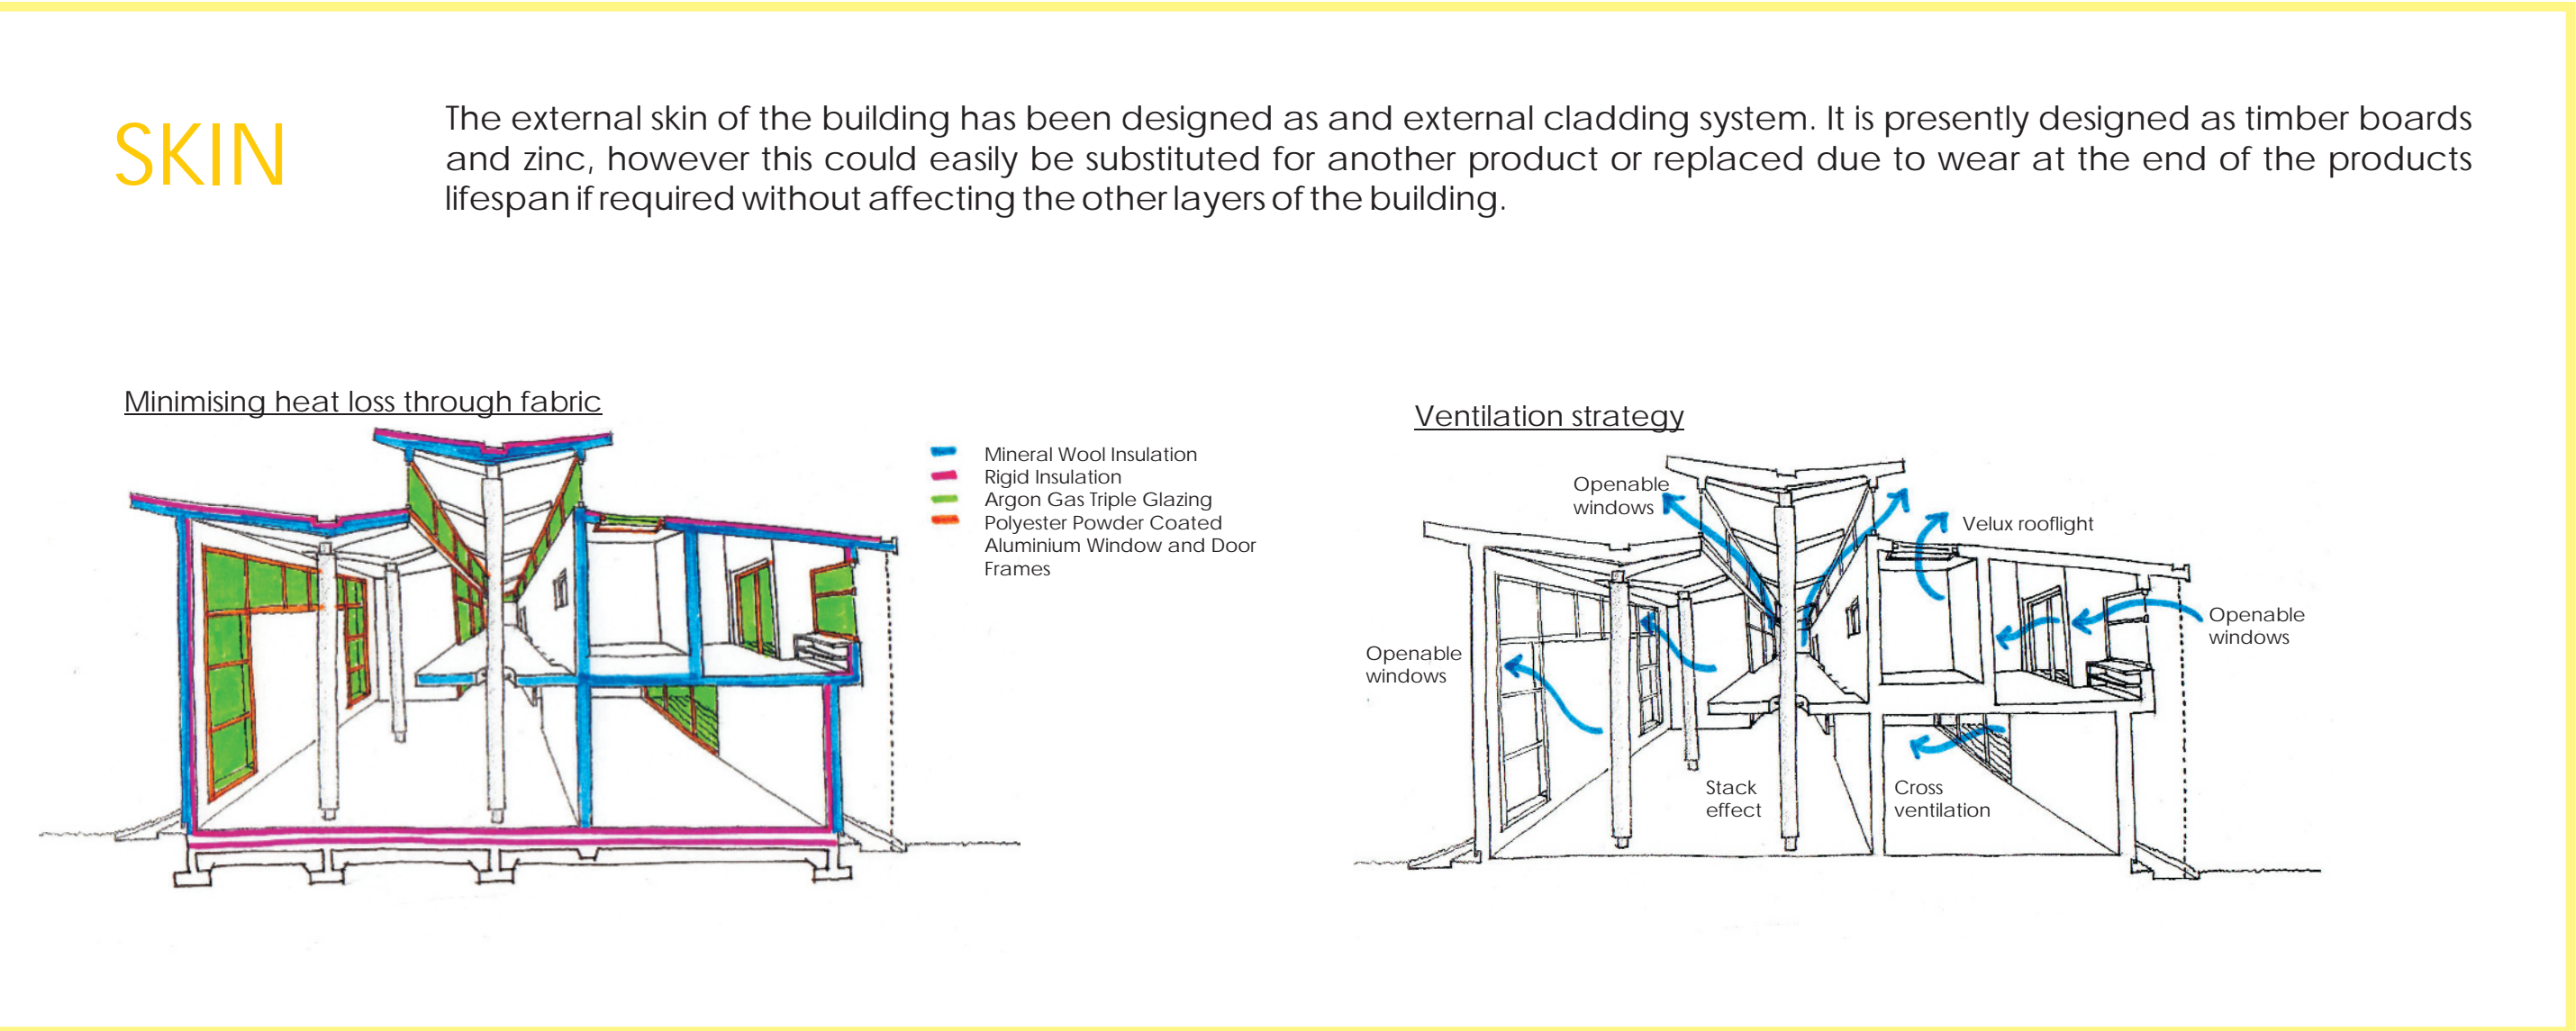 SKIN
The external skin of the building has been designed as and external cladding system. It is presently designed as timber boards
and zinc, however this could easily be substituted for another product or replaced due to wear at the end of the products
lifespan if required without affecting the other layers of the building.
Minimising heat loss through fabric
Mineral Wool Insulation
Rigid Insulation
Argon Gas Triple Glazing
Polyester Powder Coated
Aluminium Window and Door
Frames
Ventilation strategy
Openable
windows
Velux rooflight
Openable
windows
Openable
windows
Stack
effect
Cross
ventilation